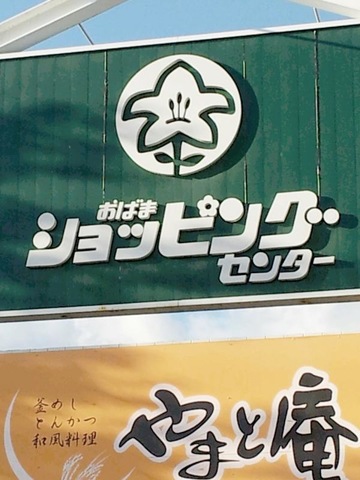 おばま
ショッピング
センター
釜めし
とんかつ
和風料理
やまと庵